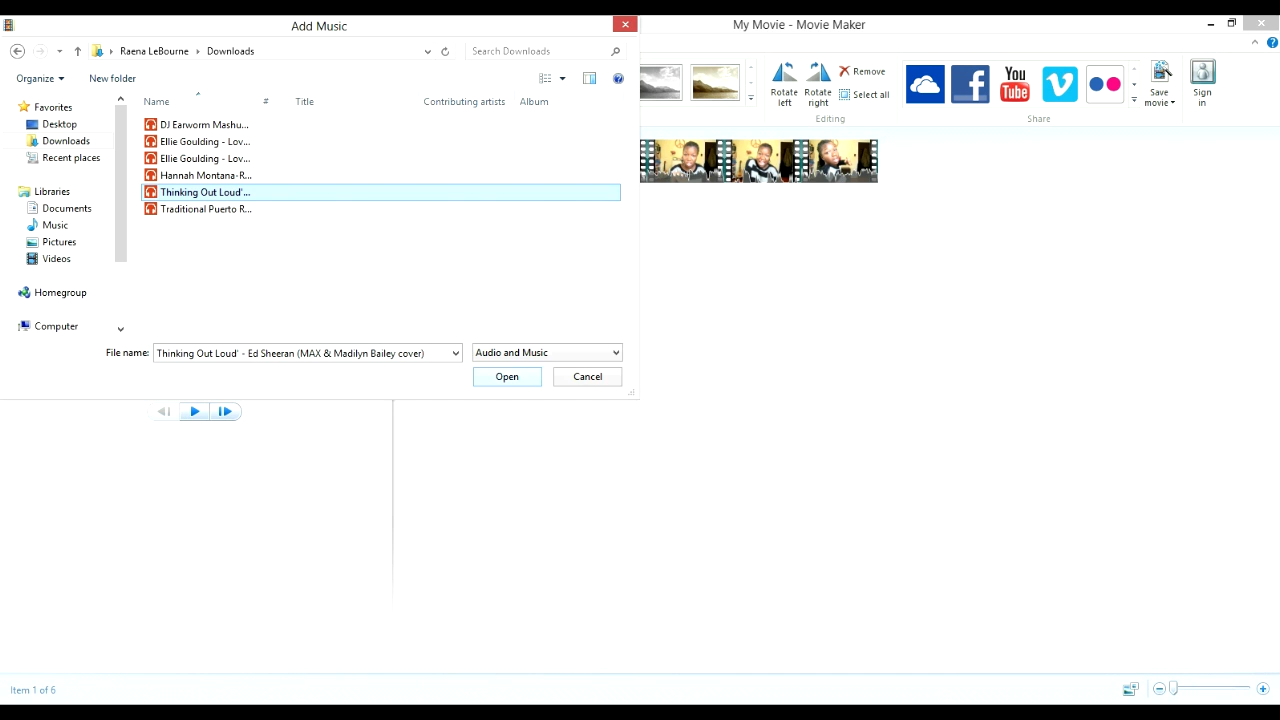 Add Music
My Movie - Movie Maker
Raena LeBourne
Downloads
Search Downloads
Organize
New folder
Name
#
Title
Contributing artists
Album
Favorites
Desktop
Downloads
Recent places
Libraries
Documents
Music
Pictures
Videos
Homegroup
Computer
DJ Earworm Mashu...
Ellie Goulding - Lov...
Ellie Goulding - Lov...
Hannah Montana-R...
Thinking Out Loud'...
Traditional Puerto R...
File name:
Thinking Out Loud' - Ed Sheeran (MAX & Madilyn Bailey cover)
Audio and Music
Open
Cancel
Rotate left
Rotate right
Remove
Select all
Editing
You Tube
Share
Save movie
Sign in
Item 1 of 6